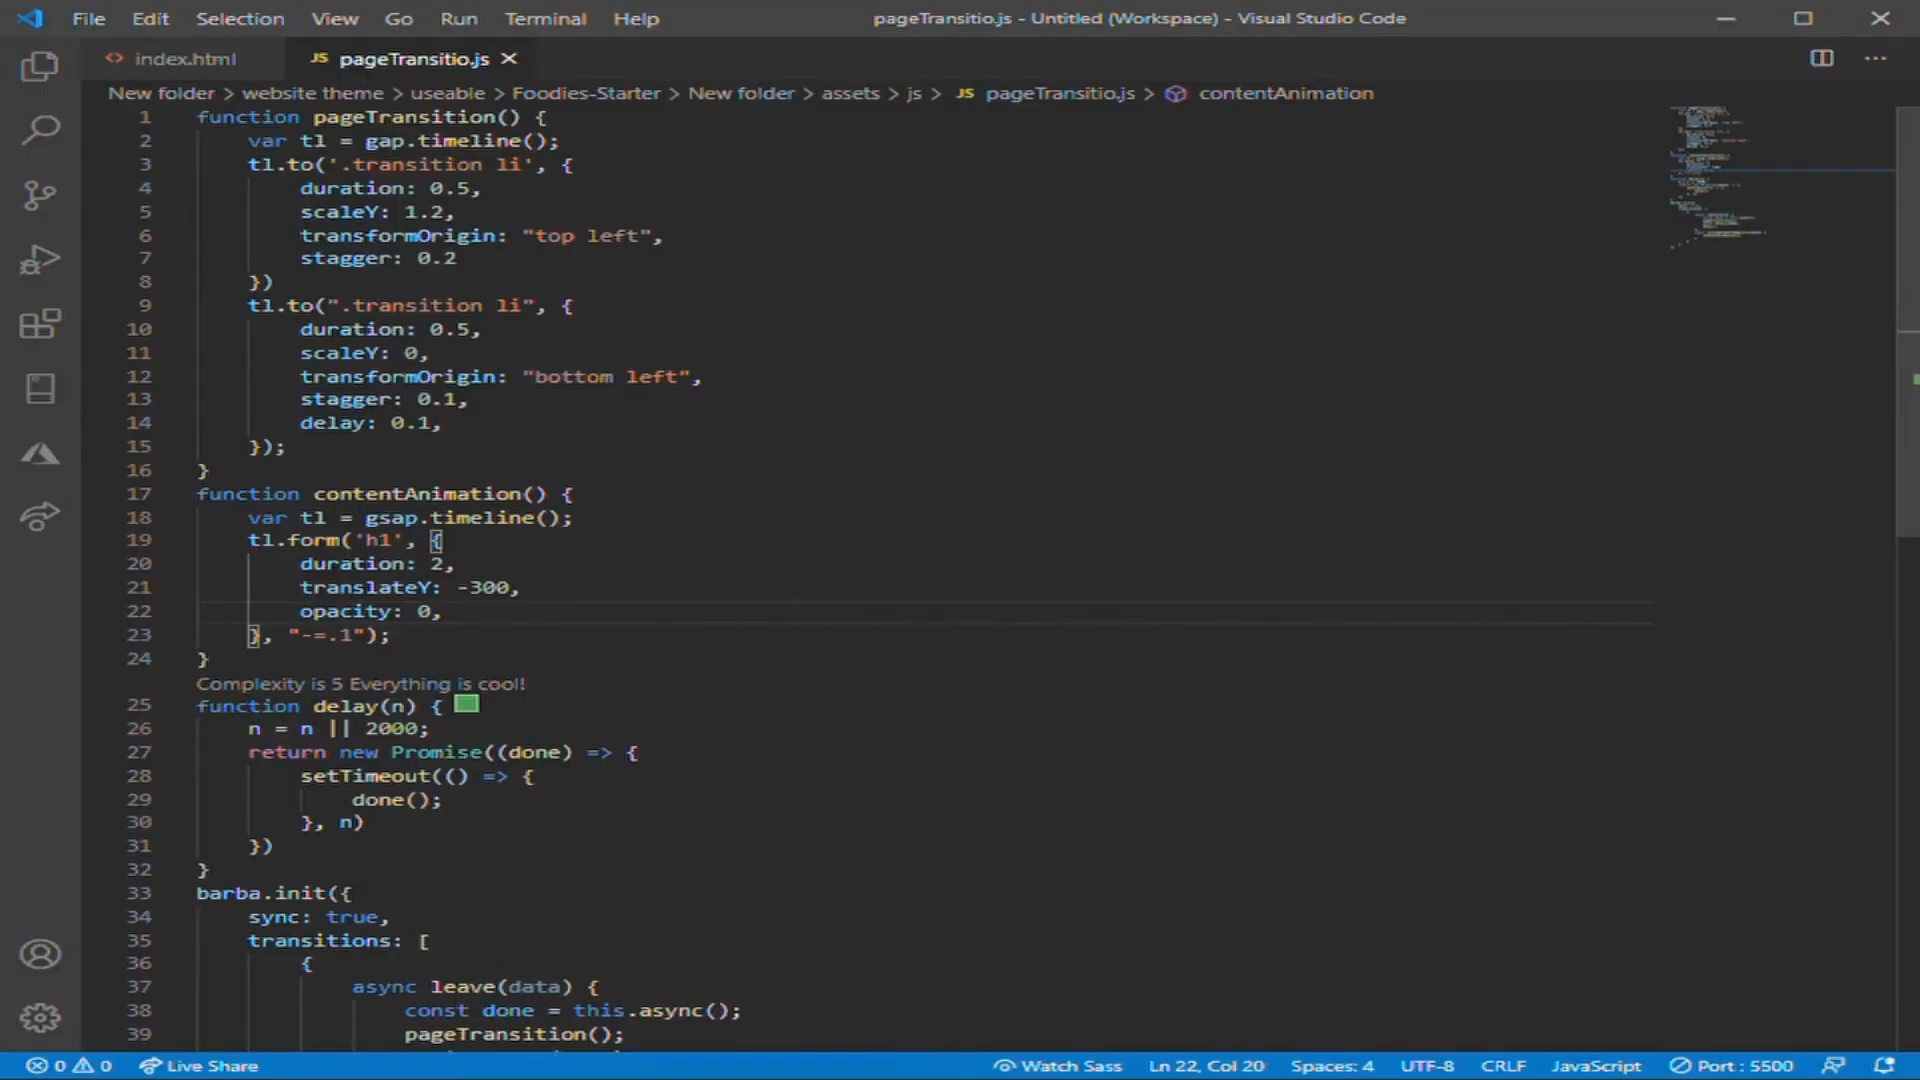 File Edit Selection View Go Run Terminal Help pageTransitio.js - Untitled (Workspace) - Visual Studio Code
<> index.html JS pageTransitio.js
New folder > website theme > useable > Foodies-Starter > New folder > assets > js > JS pageTransitio.js > contentAnimation
1 function pageTransition() {
2 var tl = gap.timeline();
3 tl.to('.transition li', {
4 duration: 0.5,
5 scaleY: 1.2,
6 transformOrigin: "top left",
7 stagger: 0.2
8 })
9 tl.to(".transition li", {
10 duration: 0.5,
11 scaleY: 0,
12 transformOrigin: "bottom left",
13 stagger: 0.1,
14 delay: 0.1,
15 });
16 }
17 function contentAnimation() {
18 var tl = gsap.timeline();
19 tl.form('h1', {
20 duration: 2,
21 translateY: -300,
22 opacity: 0,
23 }, "-=.1");
24 }
Complexity is 5 Everything is cool!
25 function delay(n) {
26 n = n || 2000;
27 return new Promise((done) => {
28 setTimeout(() => {
29 done();
30 }, n)
31 })
32 }
33 barba.init({
34 sync: true,
35 transitions: [
36 {
37 async leave(data) {
38 const done = this.async();
39 pageTransition();
0 0 Live Share Watch Sass Ln 22, Col 20 Spaces: 4 UTF-8 CRLF JavaScript Port : 5500